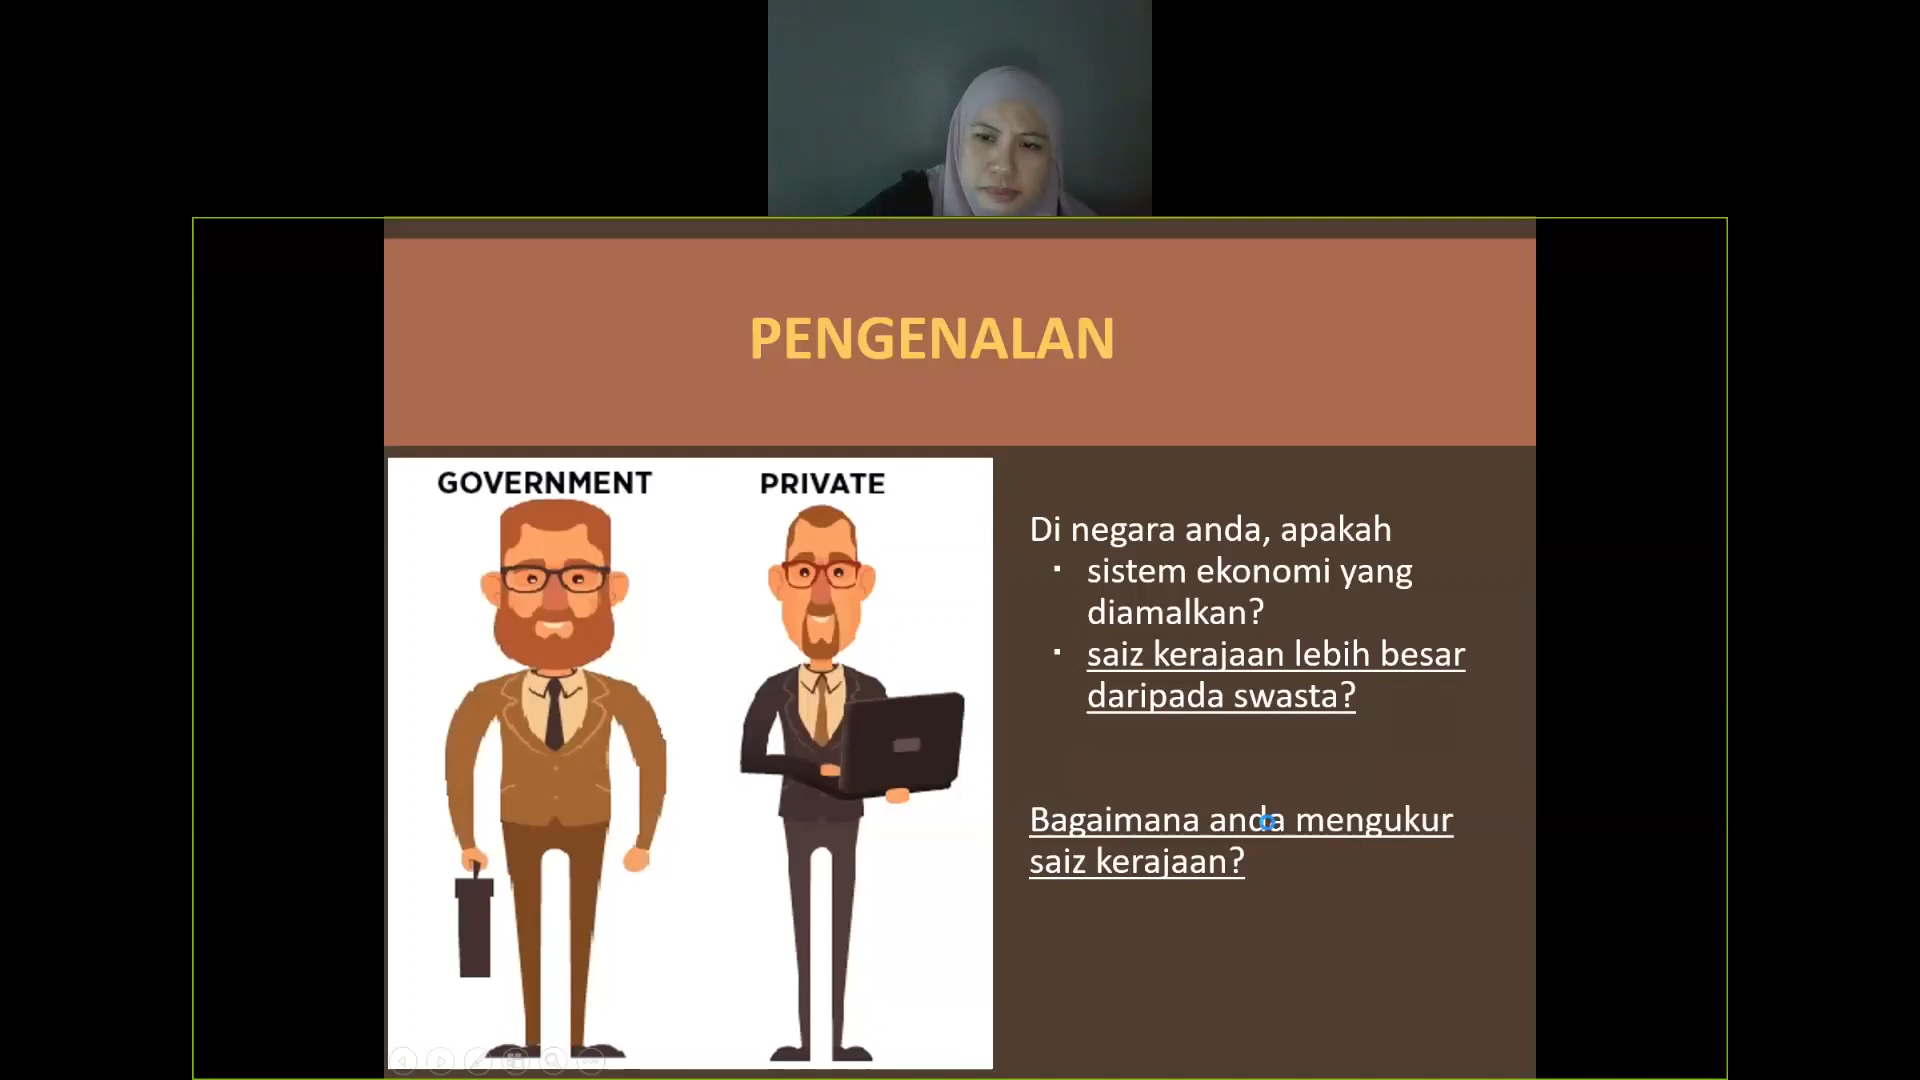 PENGENALAN
GOVERNMENT
PRIVATE
Di negara anda, apakah
▪ sistem ekonomi yang
diamalkan?
▪ saiz kerajaan lebih besar
daripada swasta?
Bagaimana anda mengukur
saiz kerajaan?